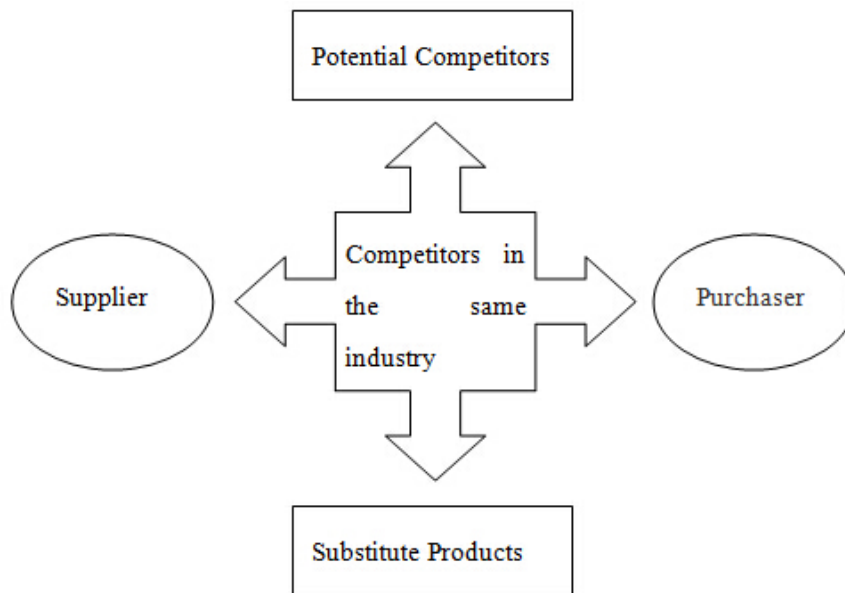 Potential Competitors
Competitors in
the same
industry
Supplier
Purchaser
Substitute Products